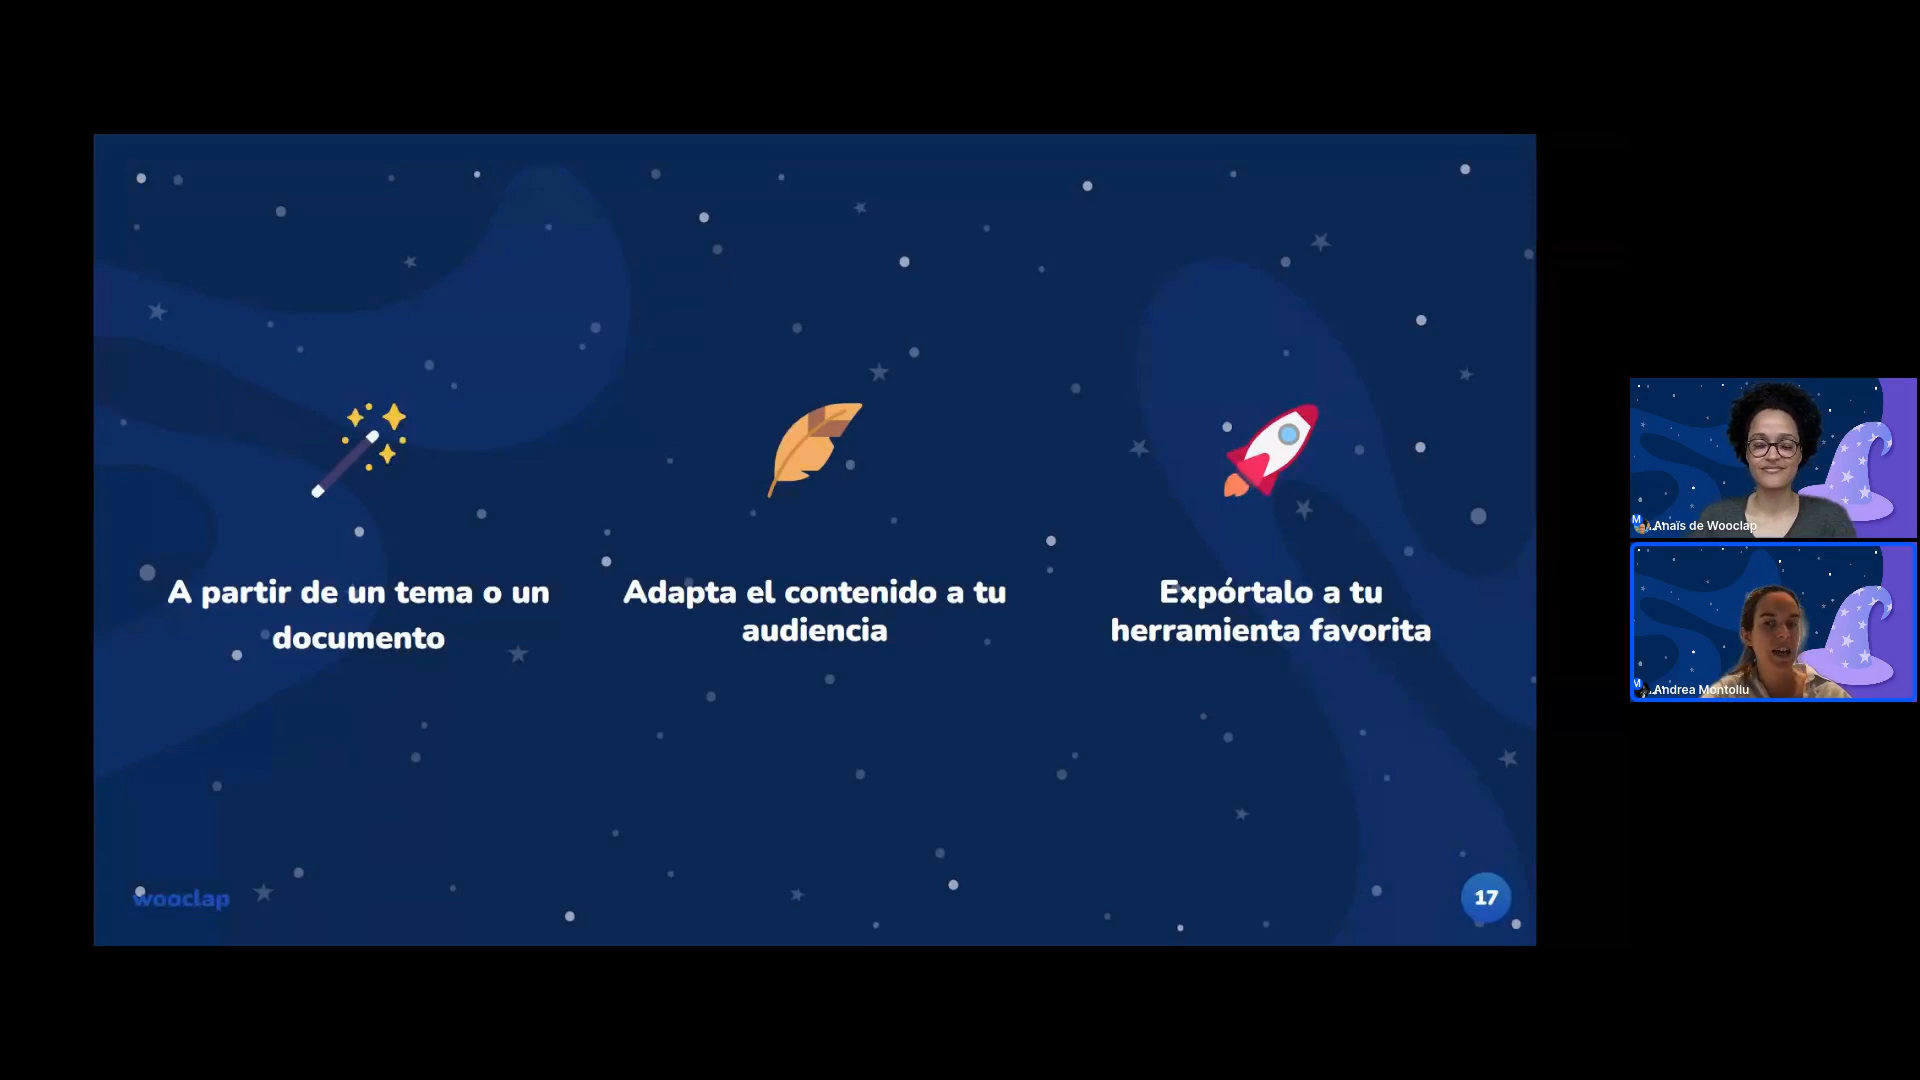 A partir de un tema o un
documento
Adapta el contenido a tu
audiencia
Expórtalo a tu
herramienta favorita
wooclap
17
M
...Anaïs de Wooclap
M
...Andrea Montoliu